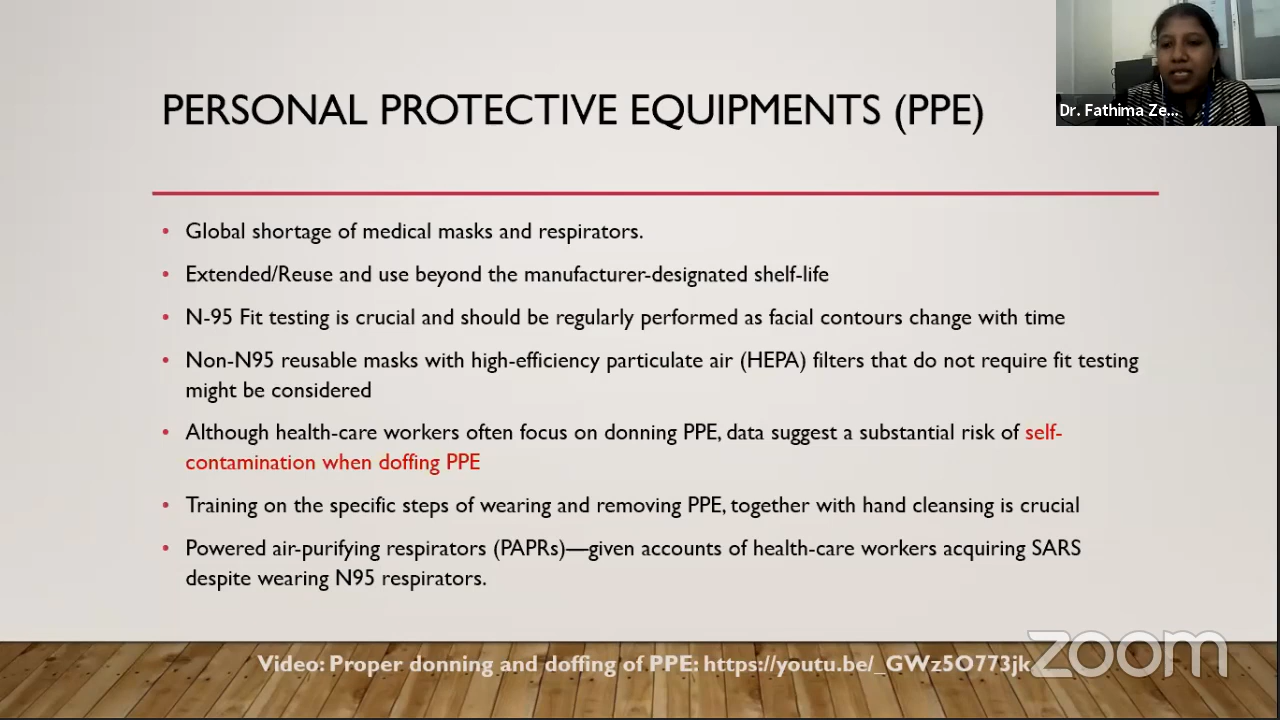 PERSONAL PROTECTIVE EQUIPMENTS (PPE)
Dr. Fathima Ze...
• Global shortage of medical masks and respirators.
• Extended/Reuse and use beyond the manufacturer-designated shelf-life
• N-95 Fit testing is crucial and should be regularly performed as facial contours change with time
• Non-N95 reusable masks with high-efficiency particulate air (HEPA) filters that do not require fit testing
might be considered
• Although health-care workers often focus on donning PPE, data suggest a substantial risk of self-
contamination when doffing PPE
• Training on the specific steps of wearing and removing PPE, together with hand cleansing is crucial
• Powered air-purifying respirators (PAPRs)—given accounts of health-care workers acquiring SARS
despite wearing N95 respirators.
Video: Proper donning and doffing of PPE: https://youtu.be/_GWz5O773jk
zoom